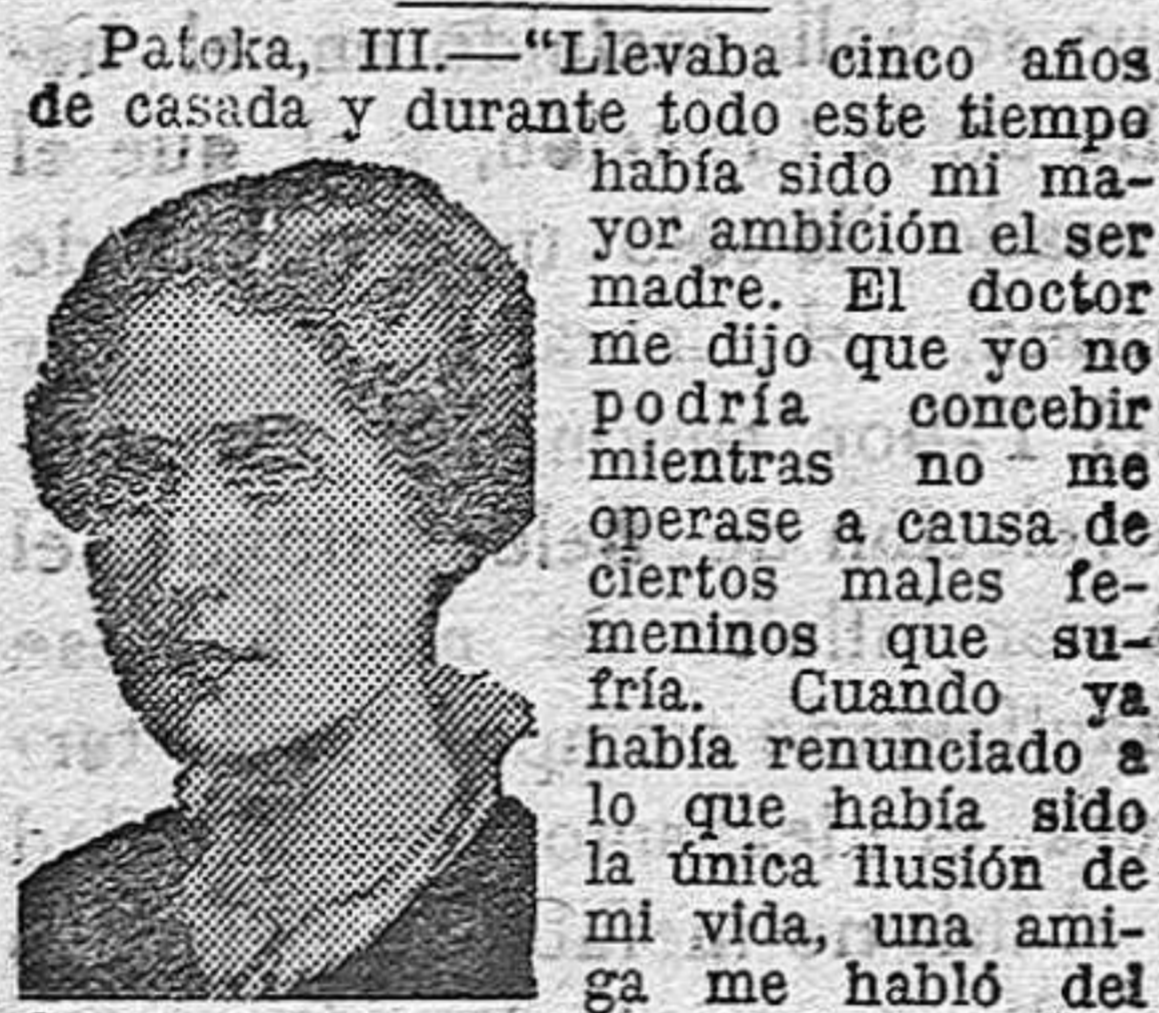 Patoka, III.—“Llevaba cinco años
de casada y durante todo este tiempo
había sido mi ma-
yor ambición el ser
madre. El doctor
me dijo que yo no
podría concebir
mientras no me
operase a causa de
ciertos males fe-
meninos que su-
fría. Cuando ya
había renunciado a
lo que había sido
la única ilusión de
mi vida, una ami-
ga me habló del